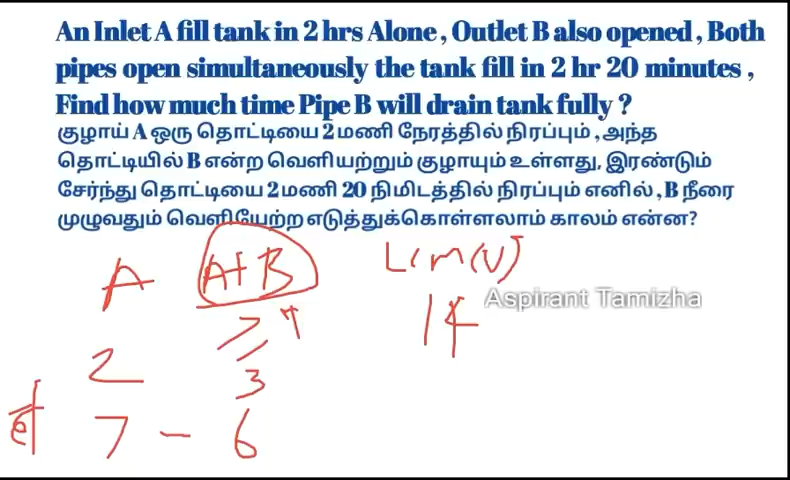 An Inlet A fill tank in 2 hrs Alone , Outlet B also opened , Both
pipes open simultaneously the tank fill in 2 hr 20 minutes ,
Find how much time Pipe B will drain tank fully ?
குழாய் A ஒரு தொட்டியை 2 மணி நேரத்தில் நிரப்பும் , அந்த
தொட்டியில் B என்ற வெளியற்றும் குழாயும் உள்ளது, இரண்டும்
சேர்ந்து தொட்டியை 2 மணி 20 நிமிடத்தில் நிரப்பும் எனில் , B நீரை
முழுவதும் வெளியேற்ற எடுத்துக்கொள்ளலாம் காலம் என்ன?
A A+B LCM(V)
Aspirant Tamizha
7 14
2 3
7 - 6